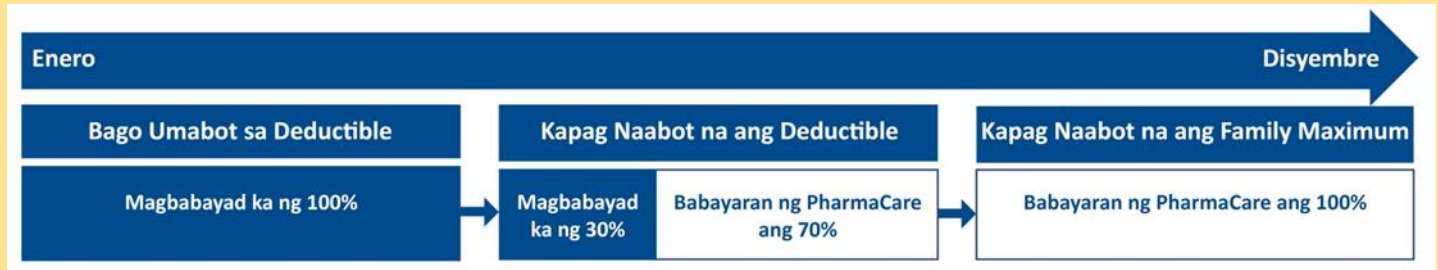 Enero
Disyembre
Bago Umabot sa Deductible
Magbabayad ka ng 100%
Kapag Naabot na ang Deductible
Magbabayad
ka ng 30%
Babayaran ng PharmaCare
ang 70%
Kapag Naabot na ang Family Maximum
Babayaran ng PharmaCare ang 100%